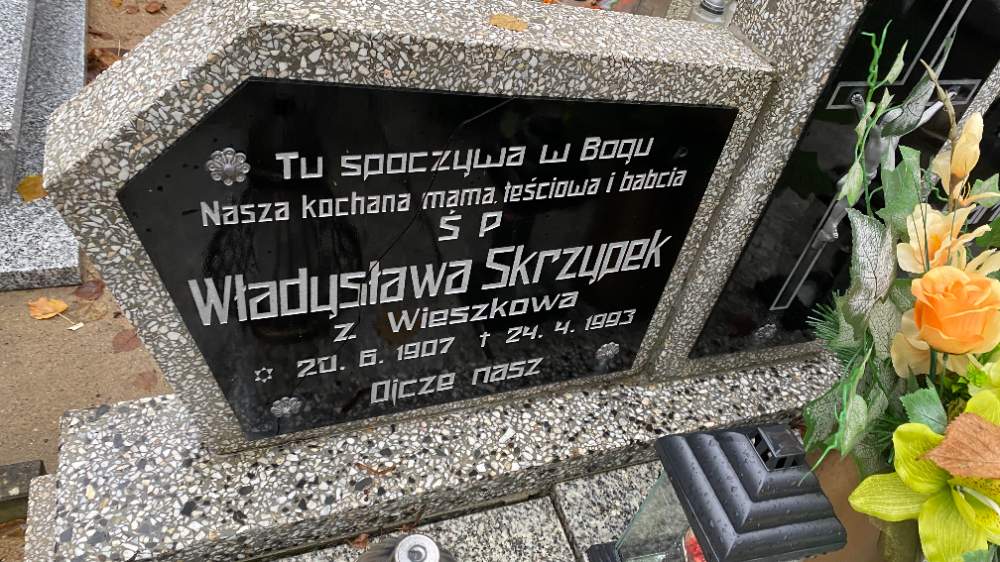 Tu spoczywa w Bogu
Nasza kochana mama, teściowa i babcia
Ś P
Władysława Skrzypek
z Wieszkowa
20. 6. 1907 † 24. 4. 1993
Ojcze nasz